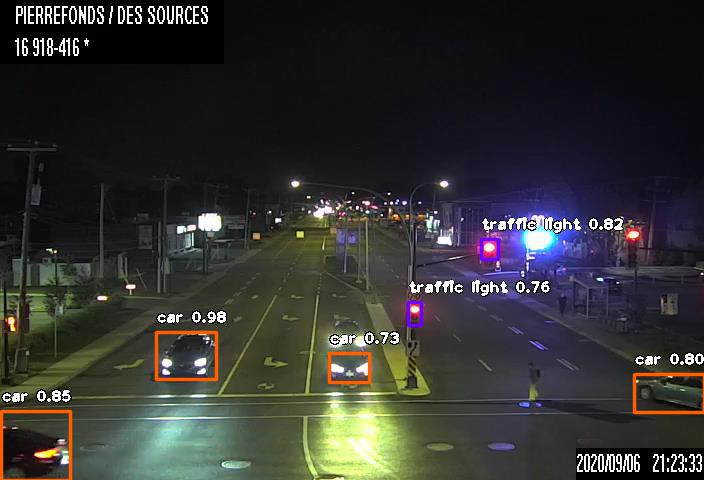 PIERREFONDS / DES SOURCES
16 918-416 *
traffic light 0.82
traffic light 0.76
car 0.98
car 0.73
car 0.80
car 0.85
2020/09/06 21:23:33